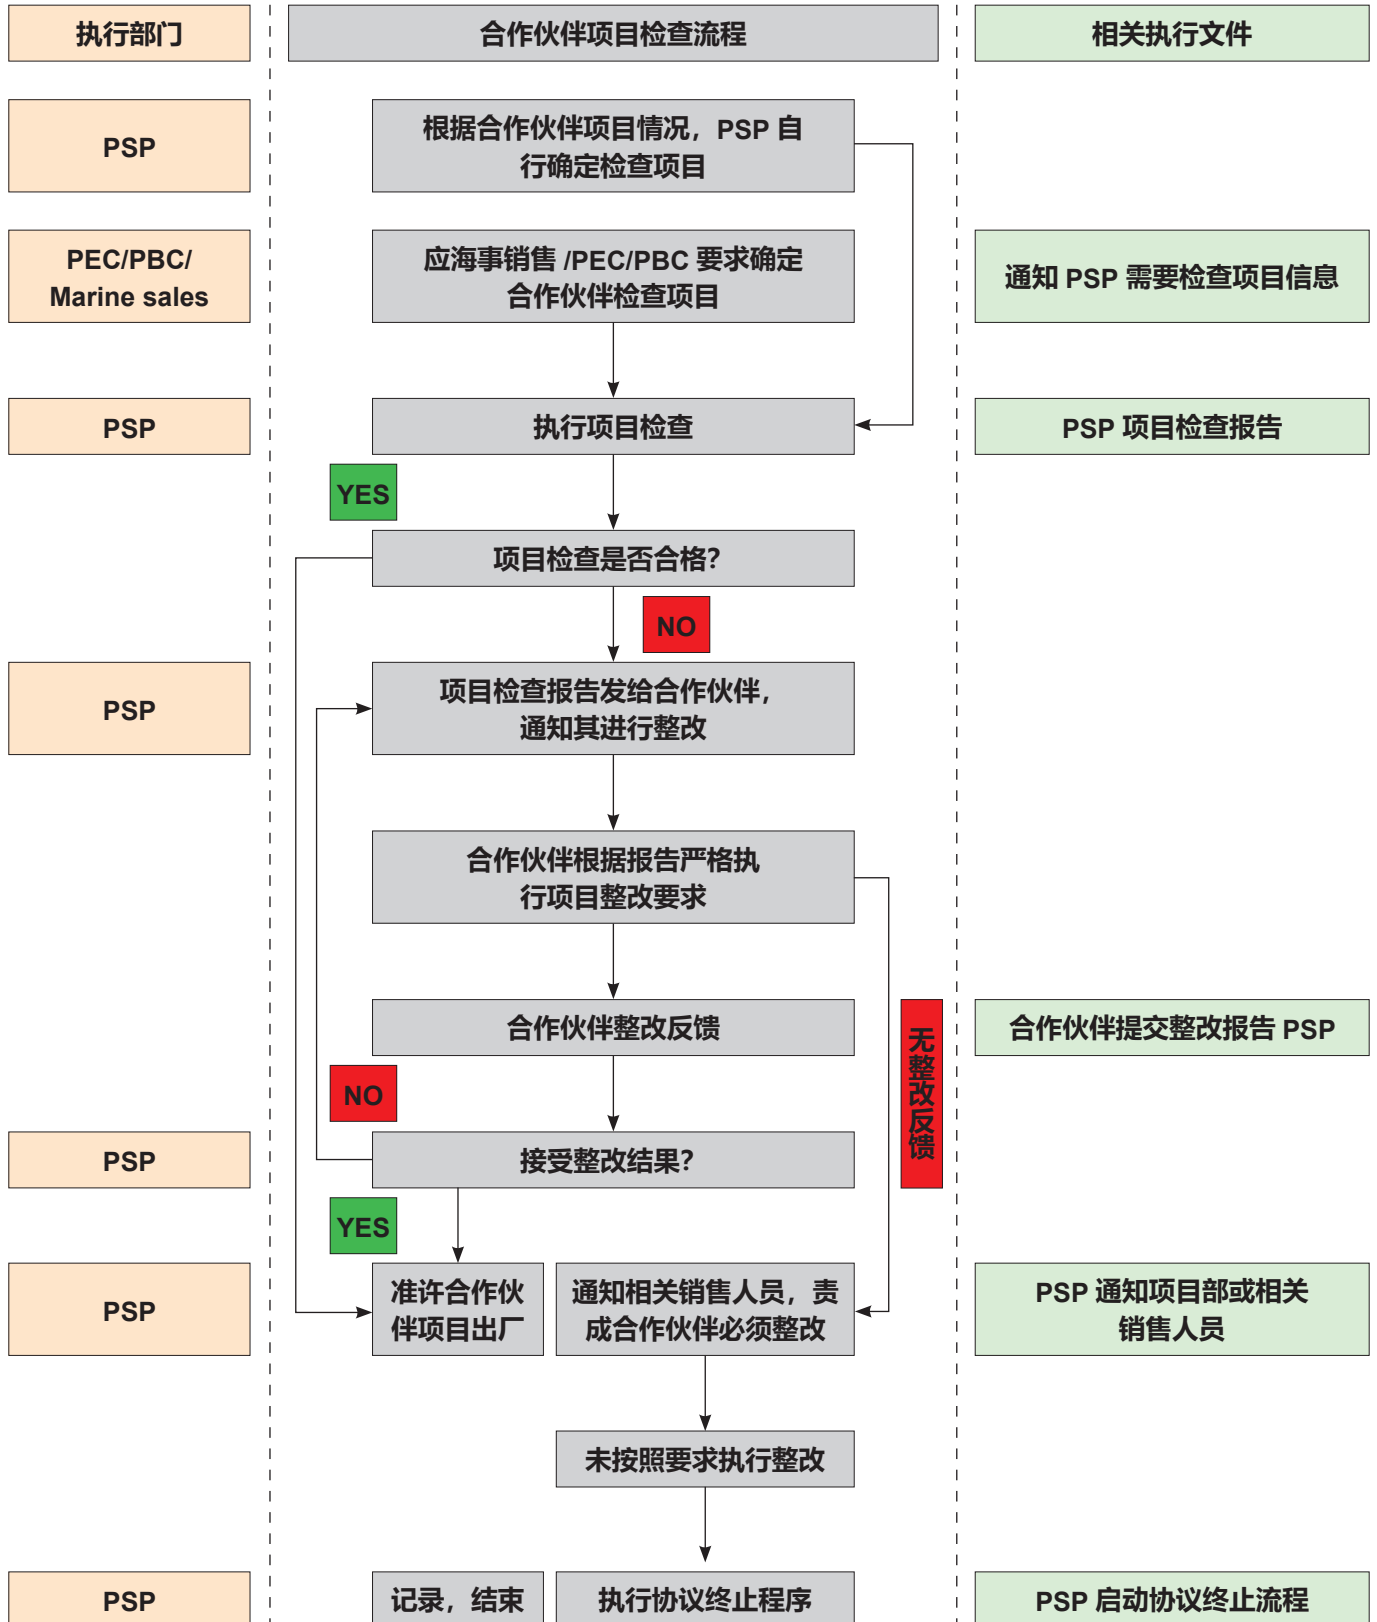 执行部门
合作伙伴项目检查流程
相关执行文件
PSP
根据合作伙伴项目情况，PSP 自
行确定检查项目
PEC/PBC/
Marine sales
应海事销售 /PEC/PBC 要求确定
合作伙伴检查项目
通知 PSP 需要检查项目信息
PSP
执行项目检查
PSP 项目检查报告
YES
项目检查是否合格？
NO
PSP
项目检查报告发给合作伙伴，
通知其进行整改
合作伙伴根据报告严格执
行项目整改要求
合作伙伴整改反馈
无整改反馈
合作伙伴提交整改报告 PSP
NO
PSP
接受整改结果？
YES
PSP
准许合作伙
伴项目出厂
通知相关销售人员，责
成合作伙伴必须整改
PSP 通知项目部或相关
销售人员
未按照要求执行整改
PSP
记录，结束
执行协议终止程序
PSP 启动协议终止流程